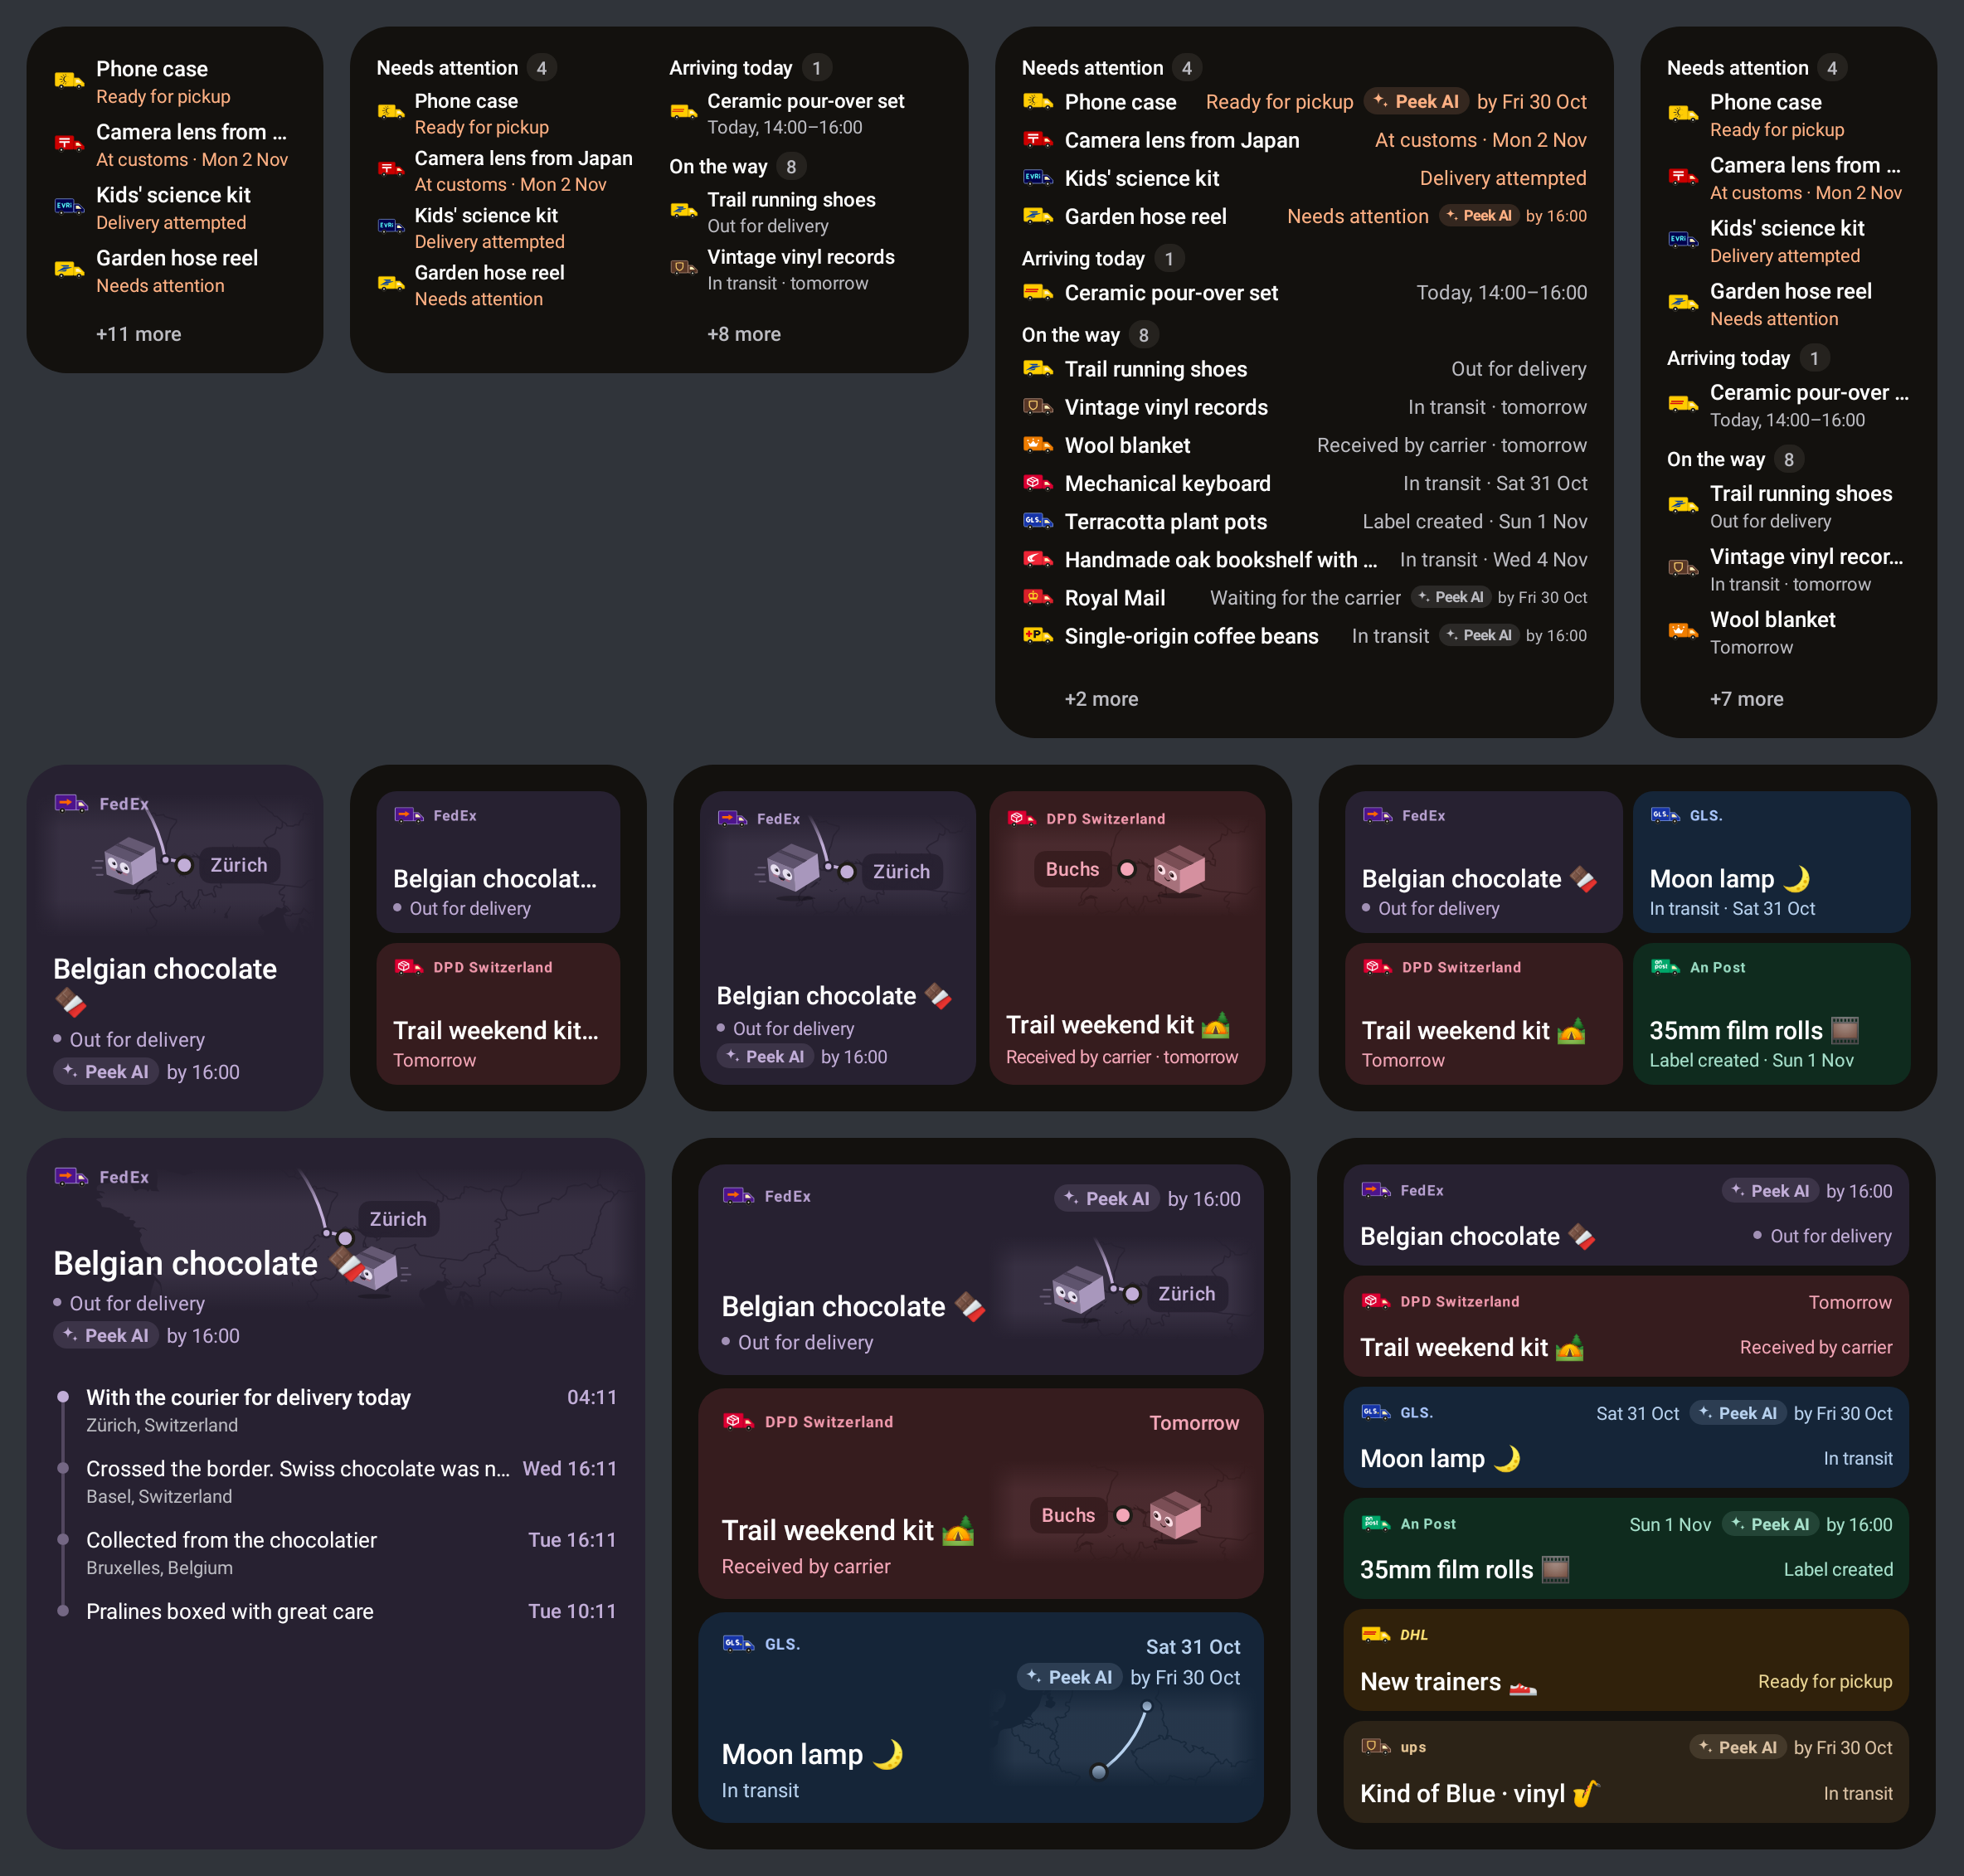 Phone case
Ready for pickup
Camera lens from ...
At customs · Mon 2 Nov
EVRi
Kids' science kit
Delivery attempted
Garden hose reel
Needs attention
+11 more
Needs attention 4
Phone case
Ready for pickup
Camera lens from Japan
At customs · Mon 2 Nov
EVRi
Kids' science kit
Delivery attempted
Garden hose reel
Needs attention
Arriving today 1
Ceramic pour-over set
Today, 14:00–16:00
On the way 8
Trail running shoes
Out for delivery
Vintage vinyl records
In transit · tomorrow
+8 more
Needs attention 4
Phone case Ready for pickup Peek AI by Fri 30 Oct
Camera lens from Japan At customs · Mon 2 Nov
EVRi Kids' science kit Delivery attempted
Garden hose reel Needs attention Peek AI by 16:00
Arriving today 1
Ceramic pour-over set Today, 14:00–16:00
On the way 8
Trail running shoes Out for delivery
Vintage vinyl records In transit · tomorrow
Wool blanket Received by carrier · tomorrow
Mechanical keyboard In transit · Sat 31 Oct
GLS. Terracotta plant pots Label created · Sun 1 Nov
Handmade oak bookshelf with ... In transit · Wed 4 Nov
Royal Mail Waiting for the carrier Peek AI by Fri 30 Oct
Single-origin coffee beans In transit Peek AI by 16:00
+2 more
Needs attention 4
Phone case
Ready for pickup
Camera lens from ...
At customs · Mon 2 Nov
EVRi
Kids' science kit
Delivery attempted
Garden hose reel
Needs attention
Arriving today 1
Ceramic pour-over ...
Today, 14:00–16:00
On the way 8
Trail running shoes
Out for delivery
Vintage vinyl recor...
In transit · tomorrow
Wool blanket
Tomorrow
+7 more
FedEx
Zürich
Belgian chocolate 🍫
Out for delivery
Peek AI by 16:00
FedEx
Belgian chocolat...
Out for delivery
DPD Switzerland
Trail weekend kit...
Tomorrow
FedEx
Zürich
Belgian chocolate 🍫
Out for delivery
Peek AI by 16:00
DPD Switzerland
Buchs
Trail weekend kit 🏕️
Received by carrier · tomorrow
FedEx
Belgian chocolate 🍫
Out for delivery
GLS. GLS.
Moon lamp 🌙
In transit · Sat 31 Oct
DPD Switzerland
Trail weekend kit 🏕️
Tomorrow
an post An Post
35mm film rolls 🎞️
Label created · Sun 1 Nov
FedEx
Zürich
Belgian chocolate 🍫
Out for delivery
Peek AI by 16:00
With the courier for delivery today 04:11
Zürich, Switzerland
Crossed the border. Swiss chocolate was n... Wed 16:11
Basel, Switzerland
Collected from the chocolatier Tue 16:11
Bruxelles, Belgium
Pralines boxed with great care Tue 10:11
FedEx Peek AI by 16:00
Zürich
Belgian chocolate 🍫
Out for delivery
DPD Switzerland Tomorrow
Buchs
Trail weekend kit 🏕️
Received by carrier
GLS. GLS. Sat 31 Oct
Peek AI by Fri 30 Oct
Moon lamp 🌙
In transit
FedEx Peek AI by 16:00
Belgian chocolate 🍫 Out for delivery
DPD Switzerland Tomorrow
Trail weekend kit 🏕️ Received by carrier
GLS. GLS. Sat 31 Oct Peek AI by Fri 30 Oct
Moon lamp 🌙 In transit
an post An Post Sun 1 Nov Peek AI by 16:00
35mm film rolls 🎞️ Label created
DHL
New trainers 👟 Ready for pickup
ups Peek AI by Fri 30 Oct
Kind of Blue · vinyl 🎷 In transit